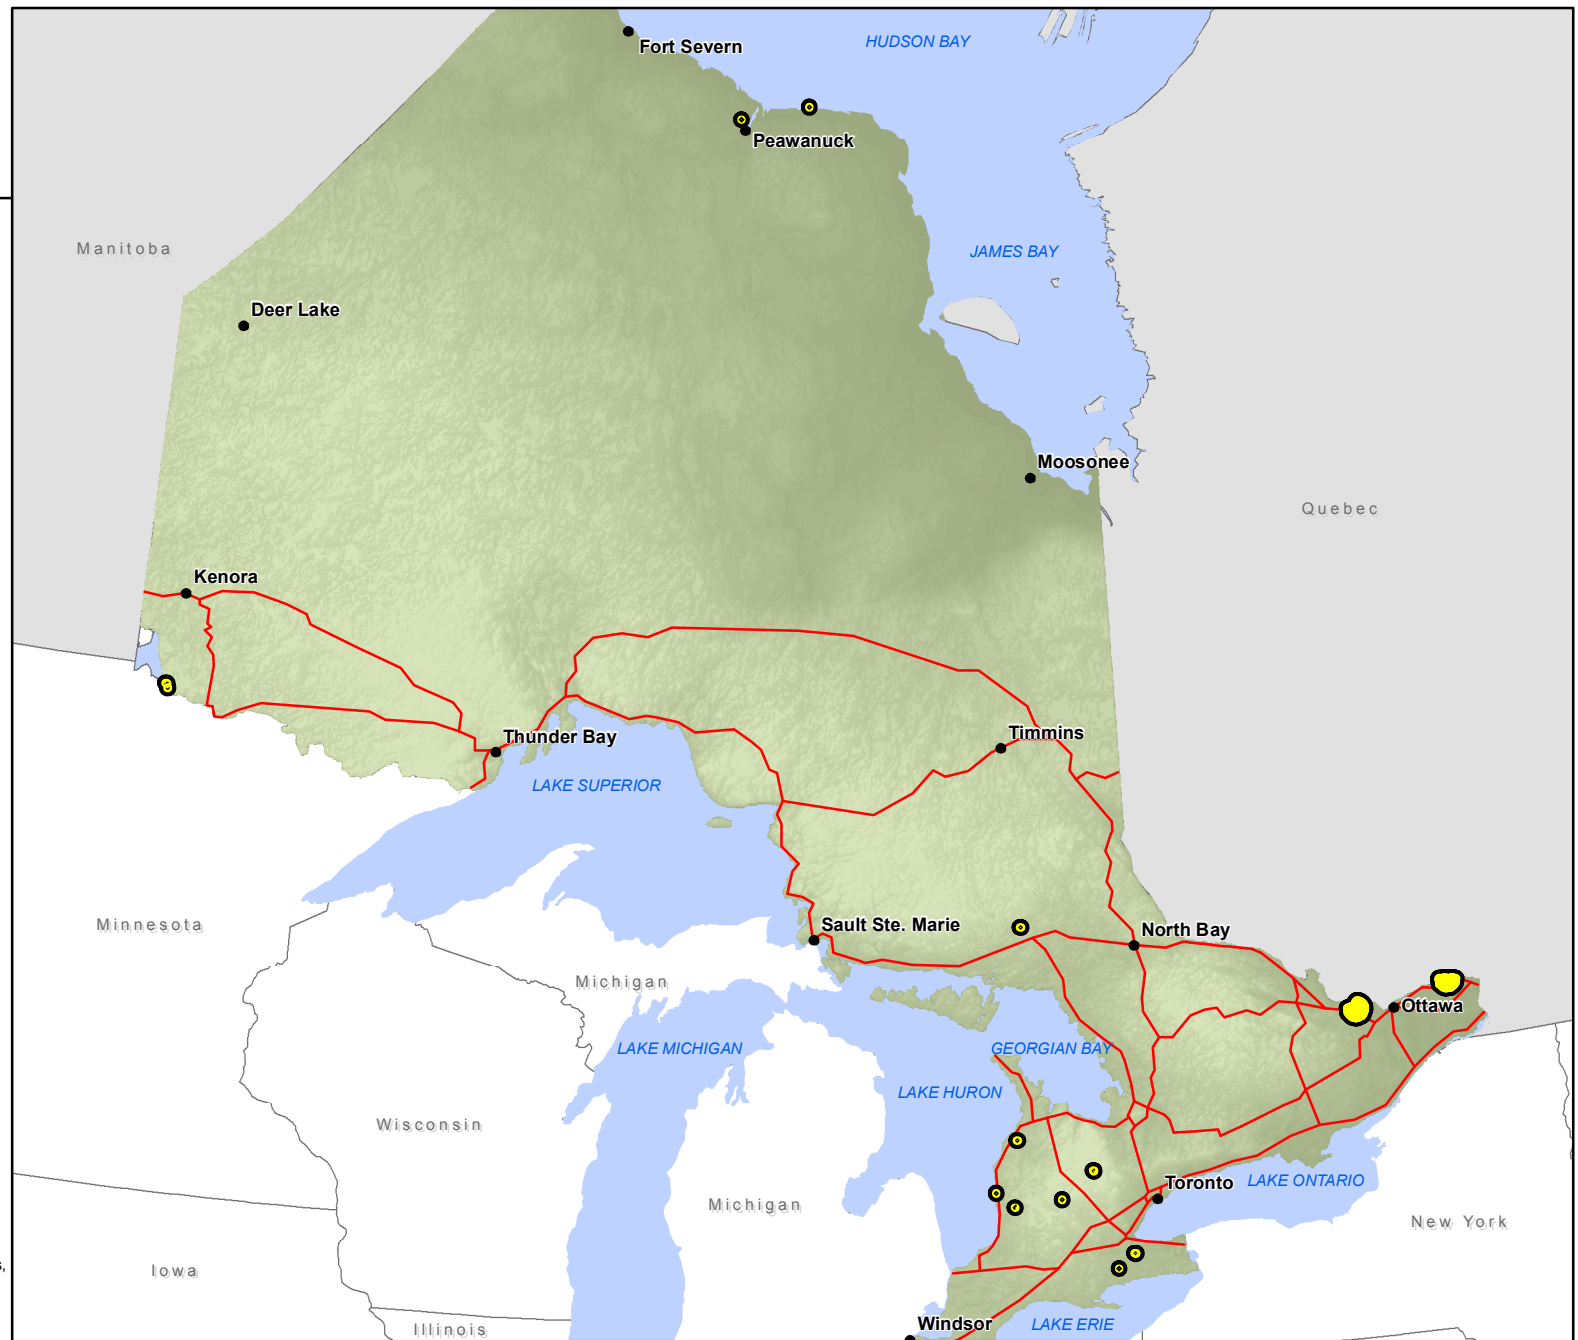 HUDSON BAY
Fort Severn
Peawanuck
Manitoba
JAMES BAY
Deer Lake
Moosonee
Quebec
Kenora
Thunder Bay
Timmins
LAKE SUPERIOR
Minnesota
Sault Ste. Marie
North Bay
Michigan
Ottawa
LAKE MICHIGAN
GEORGIAN BAY
LAKE HURON
Wisconsin
Toronto
LAKE ONTARIO
Michigan
New York
Iowa
Windsor
LAKE ERIE
Illinois